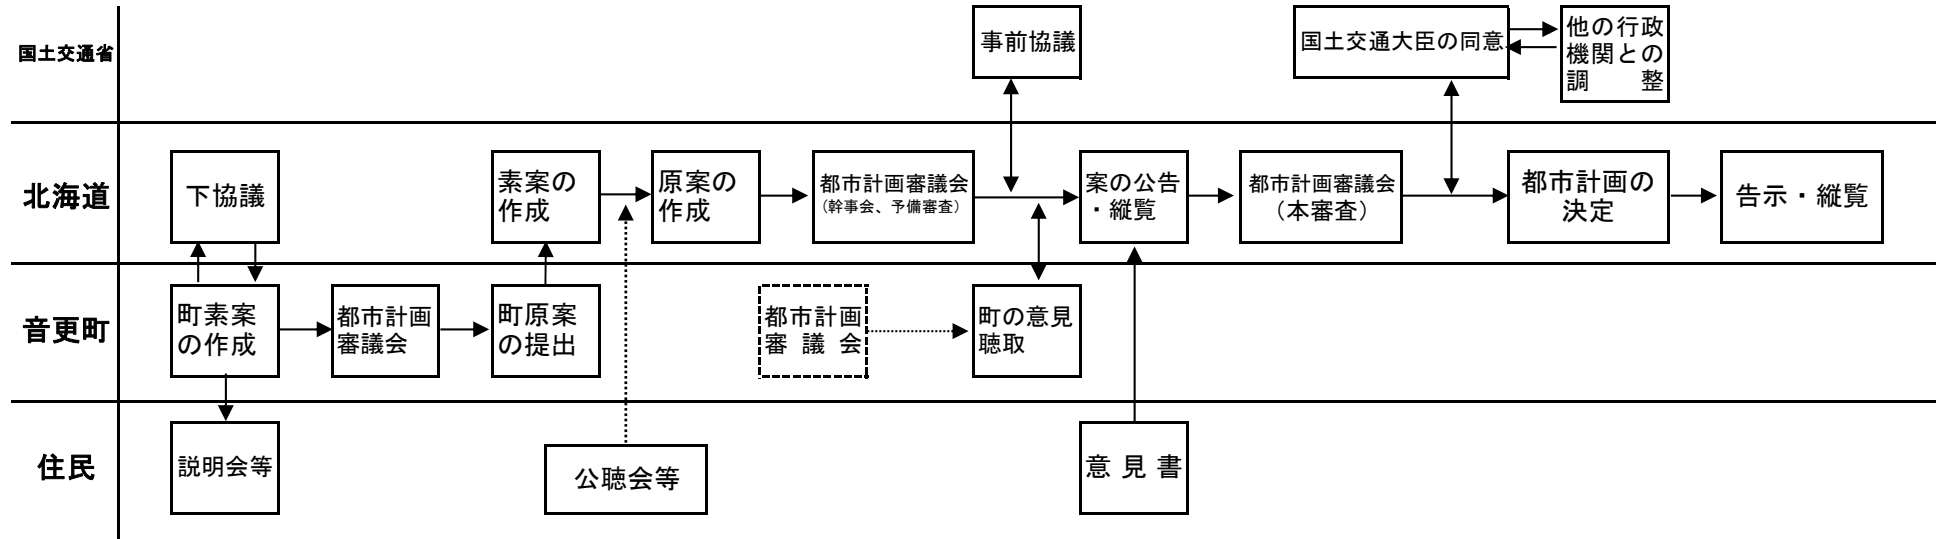 国土交通省
事前協議
国土交通大臣の同意
他の行政
機関との
調　整
北海道
下協議
素案の
作成
原案の
作成
都市計画審議会
（幹事会、予備審査）
案の公告
・縦覧
都市計画審議会
（本審査）
都市計画の
決定
告示・縦覧
音更町
町素案
の作成
都市計画
審議会
町原案
の提出
都市計画
審議会
町の意見
聴取
住民
説明会等
公聴会等
意見書